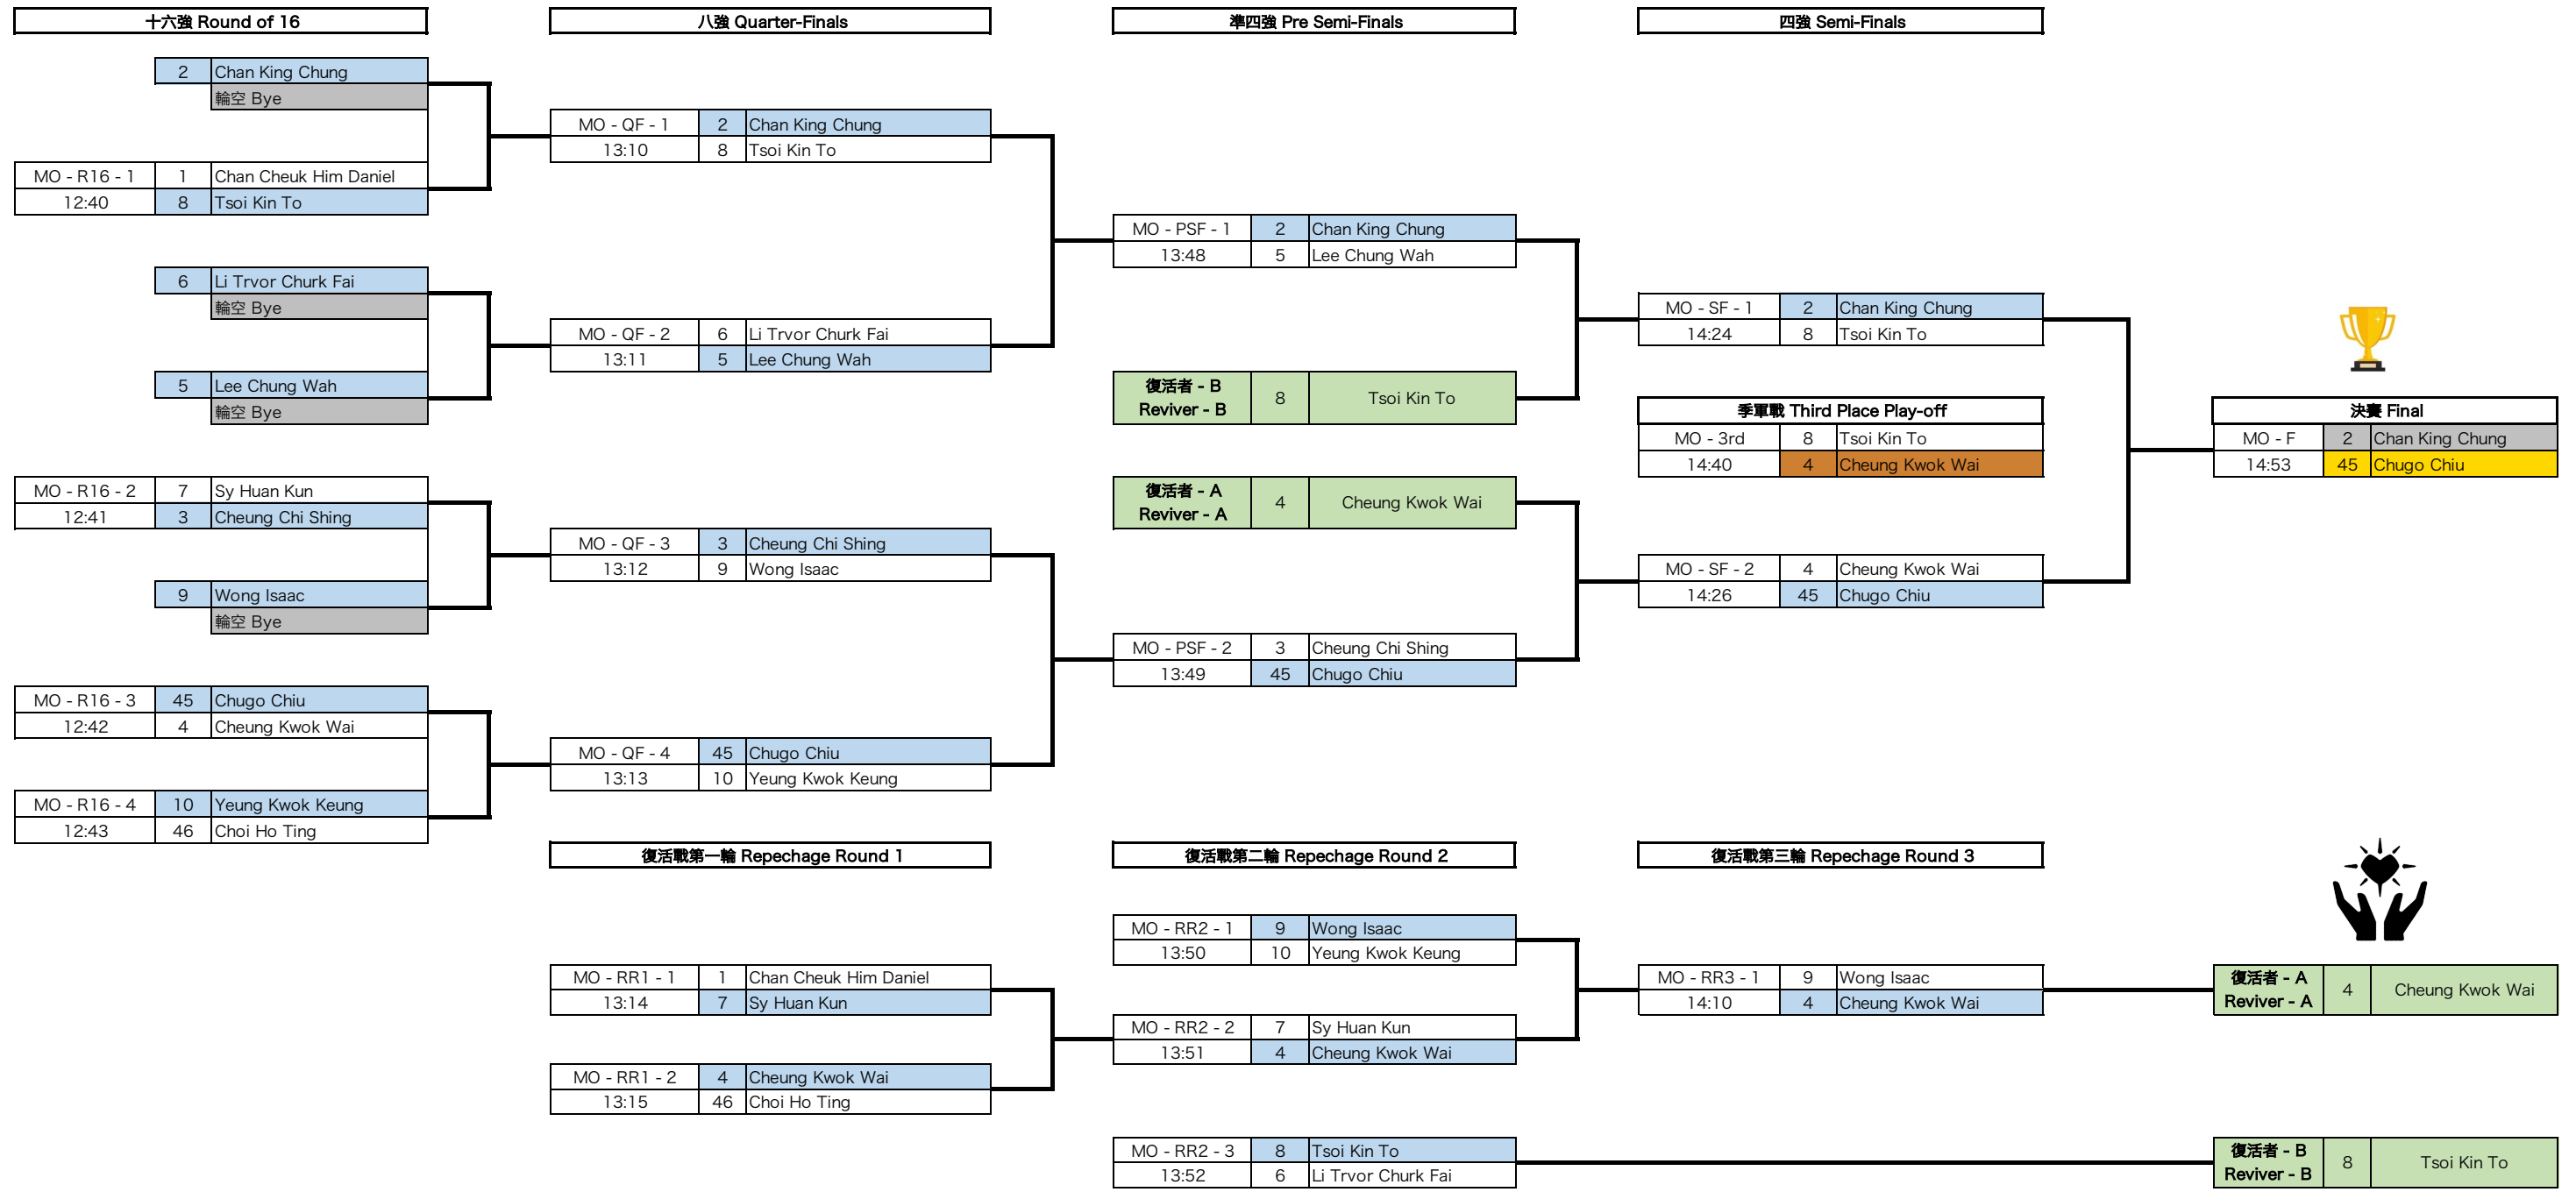 十六強 Round of 16
2 Chan King Chung
輪空 Bye
MO - R16 - 1 1 Chan Cheuk Him Daniel
12:40 8 Tsoi Kin To
6 Li Trvor Churk Fai
輪空 Bye
5 Lee Chung Wah
輪空 Bye
MO - R16 - 2 7 Sy Huan Kun
12:41 3 Cheung Chi Shing
9 Wong Isaac
輪空 Bye
MO - R16 - 3 45 Chugo Chiu
12:42 4 Cheung Kwok Wai
MO - R16 - 4 10 Yeung Kwok Keung
12:43 46 Choi Ho Ting
八強 Quarter-Finals
MO - QF - 1 2 Chan King Chung
13:10 8 Tsoi Kin To
MO - QF - 2 6 Li Trvor Churk Fai
13:11 5 Lee Chung Wah
MO - QF - 3 3 Cheung Chi Shing
13:12 9 Wong Isaac
MO - QF - 4 45 Chugo Chiu
13:13 10 Yeung Kwok Keung
準四強 Pre Semi-Finals
MO - PSF - 1 2 Chan King Chung
13:48 5 Lee Chung Wah
復活者 - B
Reviver - B
8 Tsoi Kin To
復活者 - A
Reviver - A
4 Cheung Kwok Wai
MO - PSF - 2 3 Cheung Chi Shing
13:49 45 Chugo Chiu
四強 Semi-Finals
MO - SF - 1 2 Chan King Chung
14:24 8 Tsoi Kin To
季軍戰 Third Place Play-off
MO - 3rd 8 Tsoi Kin To
14:40 4 Cheung Kwok Wai
MO - SF - 2 4 Cheung Kwok Wai
14:26 45 Chugo Chiu
決賽 Final
MO - F 2 Chan King Chung
14:53 45 Chugo Chiu
復活戰第一輪 Repechage Round 1
MO - RR1 - 1 1 Chan Cheuk Him Daniel
13:14 7 Sy Huan Kun
MO - RR1 - 2 4 Cheung Kwok Wai
13:15 46 Choi Ho Ting
復活戰第二輪 Repechage Round 2
MO - RR2 - 1 9 Wong Isaac
13:50 10 Yeung Kwok Keung
MO - RR2 - 2 7 Sy Huan Kun
13:51 4 Cheung Kwok Wai
MO - RR2 - 3 8 Tsoi Kin To
13:52 6 Li Trvor Churk Fai
復活戰第三輪 Repechage Round 3
MO - RR3 - 1 9 Wong Isaac
14:10 4 Cheung Kwok Wai
復活者 - A
Reviver - A
4 Cheung Kwok Wai
復活者 - B
Reviver - B
8 Tsoi Kin To